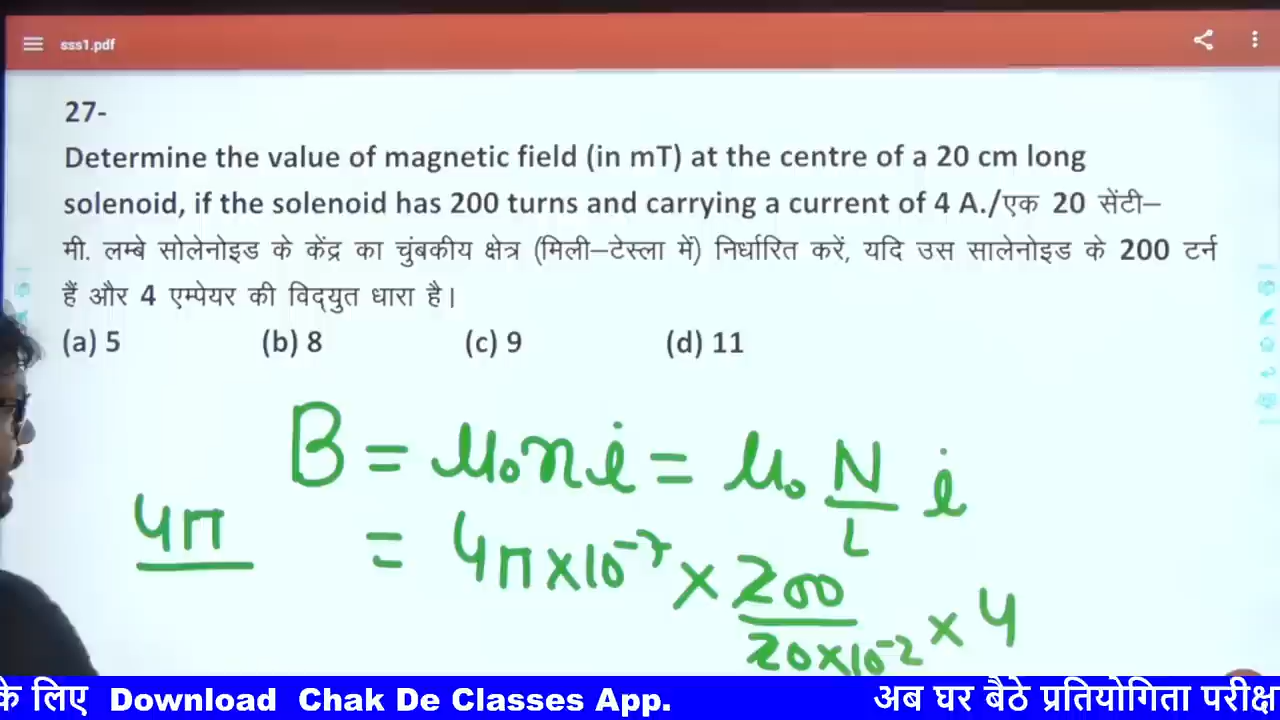 sss1.pdf
27-
Determine the value of magnetic field (in mT) at the centre of a 20 cm long
solenoid, if the solenoid has 200 turns and carrying a current of 4 A./एक 20 सेंटी–
मी. लम्बे सोलेनोइड के केंद्र का चुंबकीय क्षेत्र (मिली–टेस्ला में) निर्धारित करें, यदि उस सालेनोइड के 200 टर्न
हैं और 4 एम्पेयर की विद्युत धारा है।
(a) 5 (b) 8 (c) 9 (d) 11
B = μ₀ni = μ₀ N/L i
4π
= 4π×10⁻⁷ × 200/20×10⁻² × 4
के लिए Download Chak De Classes App. अब घर बैठे प्रतियोगिता परीक्ष